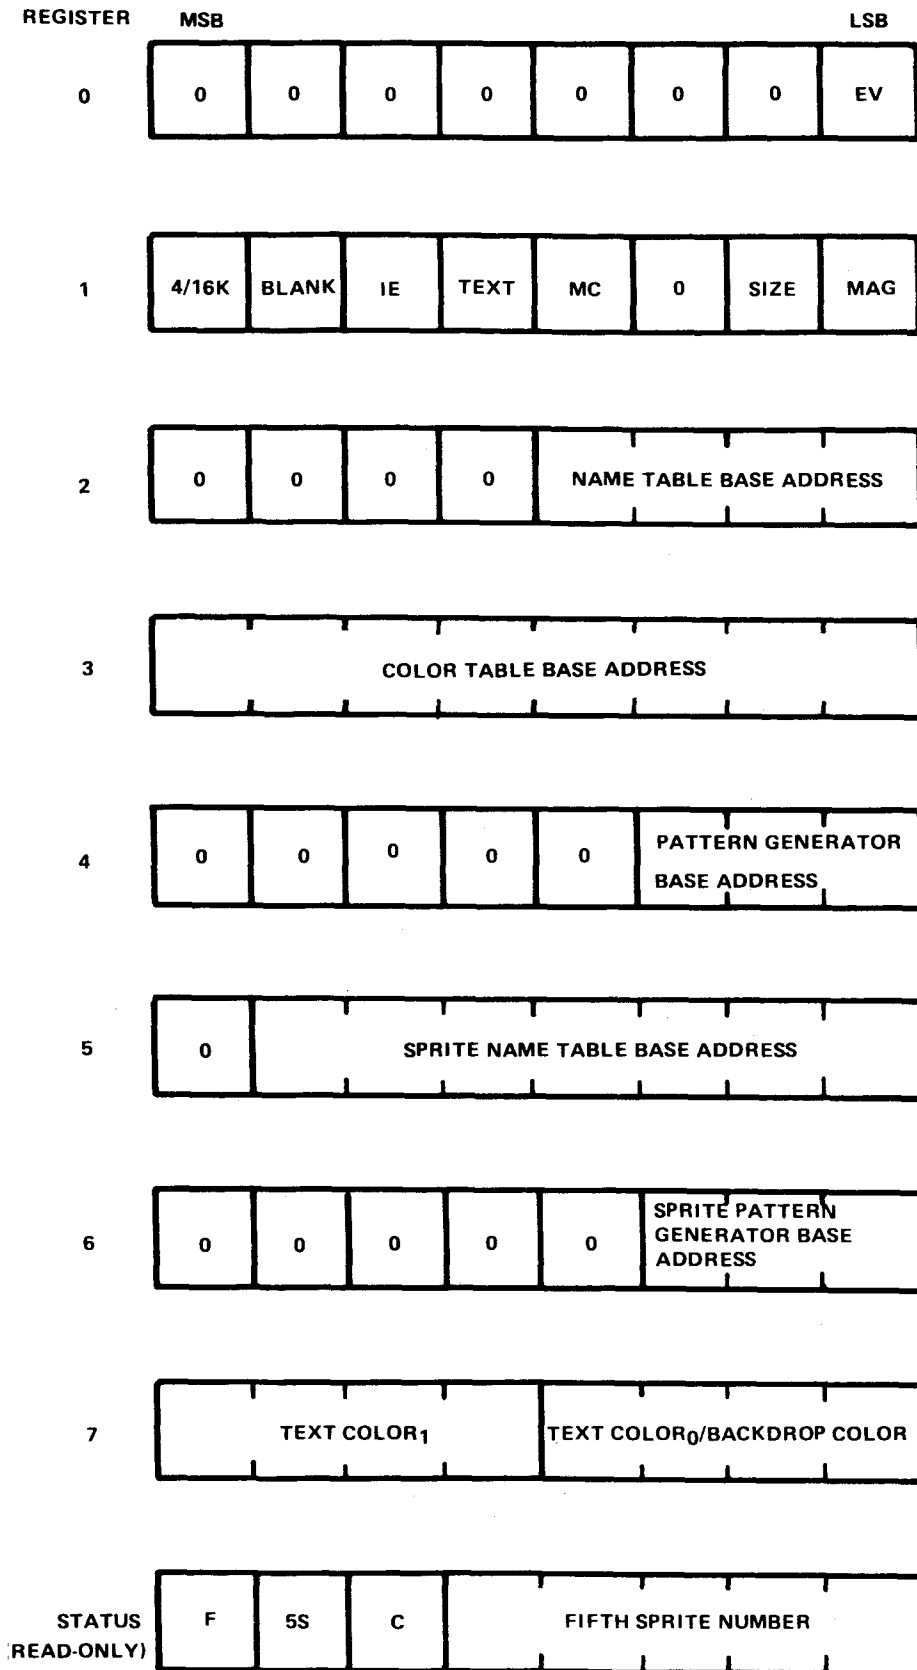 REGISTER MSB LSB
0 0 0 0 0 0 0 0 EV
1 4/16K BLANK IE TEXT MC 0 SIZE MAG
2 0 0 0 0 NAME TABLE BASE ADDRESS
3 COLOR TABLE BASE ADDRESS
4 0 0 0 0 0 PATTERN GENERATOR
BASE ADDRESS
5 0 SPRITE NAME TABLE BASE ADDRESS
6 0 0 0 0 0 SPRITE PATTERN
GENERATOR BASE
ADDRESS
7 TEXT COLOR1 TEXT COLOR0/BACKDROP COLOR
STATUS F 5S C FIFTH SPRITE NUMBER
(READ-ONLY)